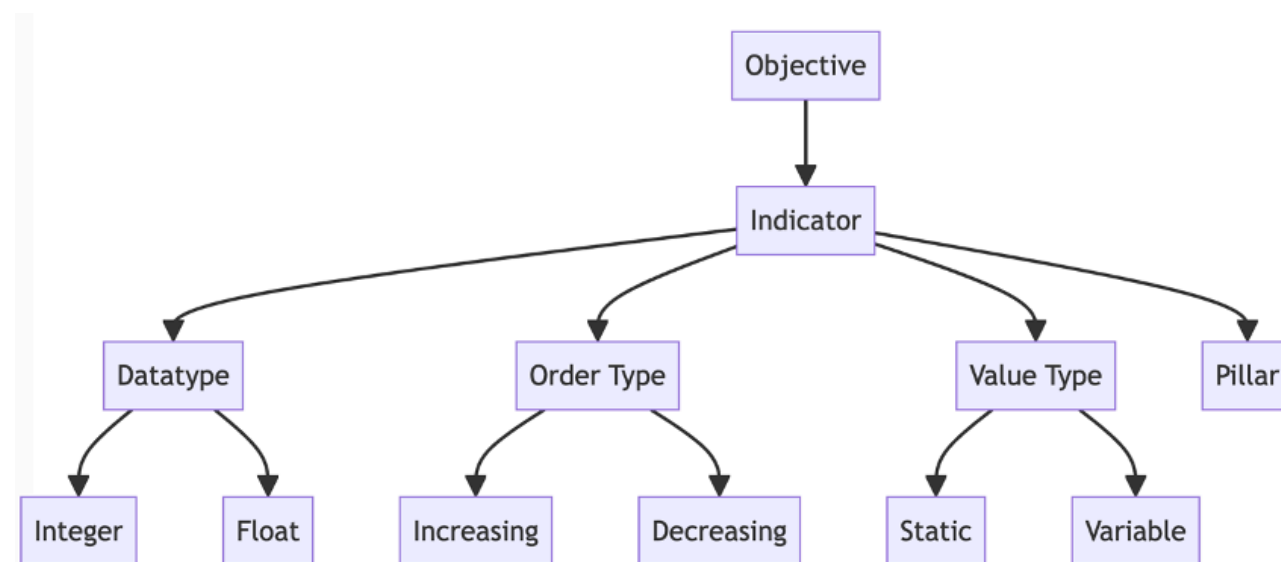 Objective
Indicator
Datatype
Order Type
Value Type
Pillar
Integer
Float
Increasing
Decreasing
Static
Variable